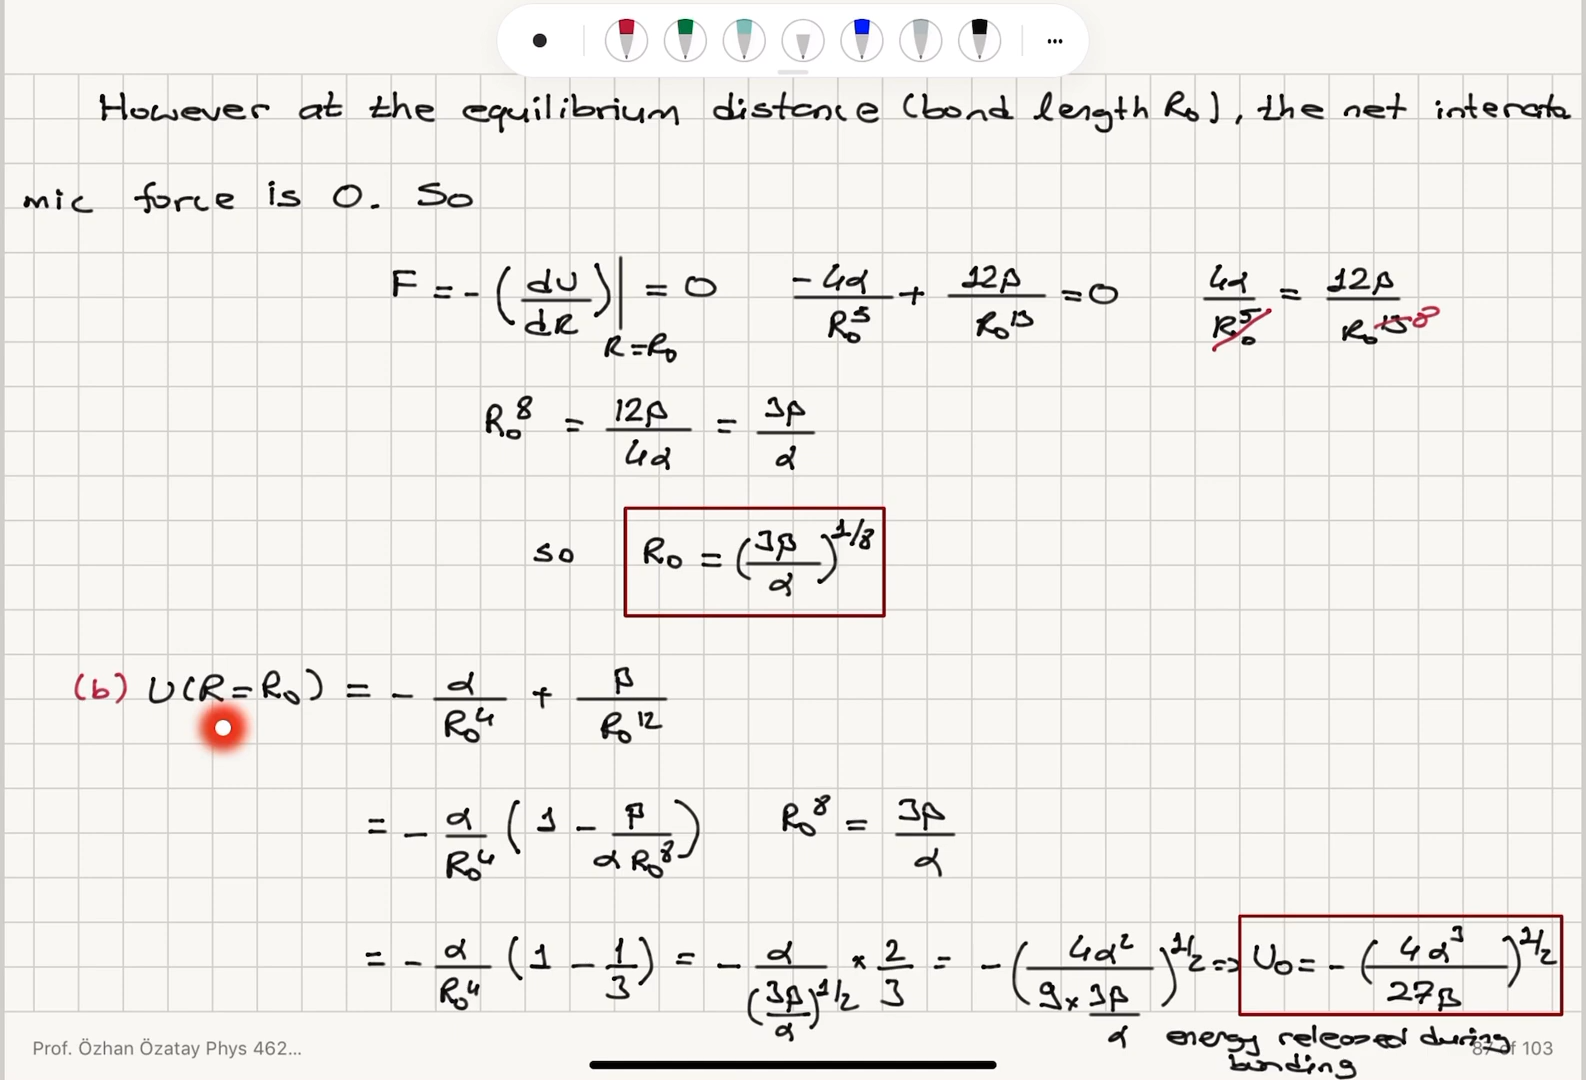 However at the equilibrium distance (bond length R₀), the net interato
mic force is 0. So
F = - (dU/dR)|R=R₀ = 0   -4α/R₀⁵ + 12β/R₀¹³ = 0   4α/R₀⁵ = 12β/R₀¹³ 8
R₀⁸ = 12β/4α = 3β/α
so R₀ = (3β/α)^1/8
(b) U(R=R₀) = - α/R₀⁴ + β/R₀¹²
= - α/R₀⁴ (1 - β/αR₀⁸)   R₀⁸ = 3β/α
= - α/R₀⁴ (1 - 1/3) = - α/(3β/α)^1/2 * 2/3 = - (4α²/(9 x 3β/α))^1/2 ⇒ U₀ = - (4α³/27β)^1/2
energy released during
bonding
Prof. Özhan Özatay Phys 462...
87 of 103